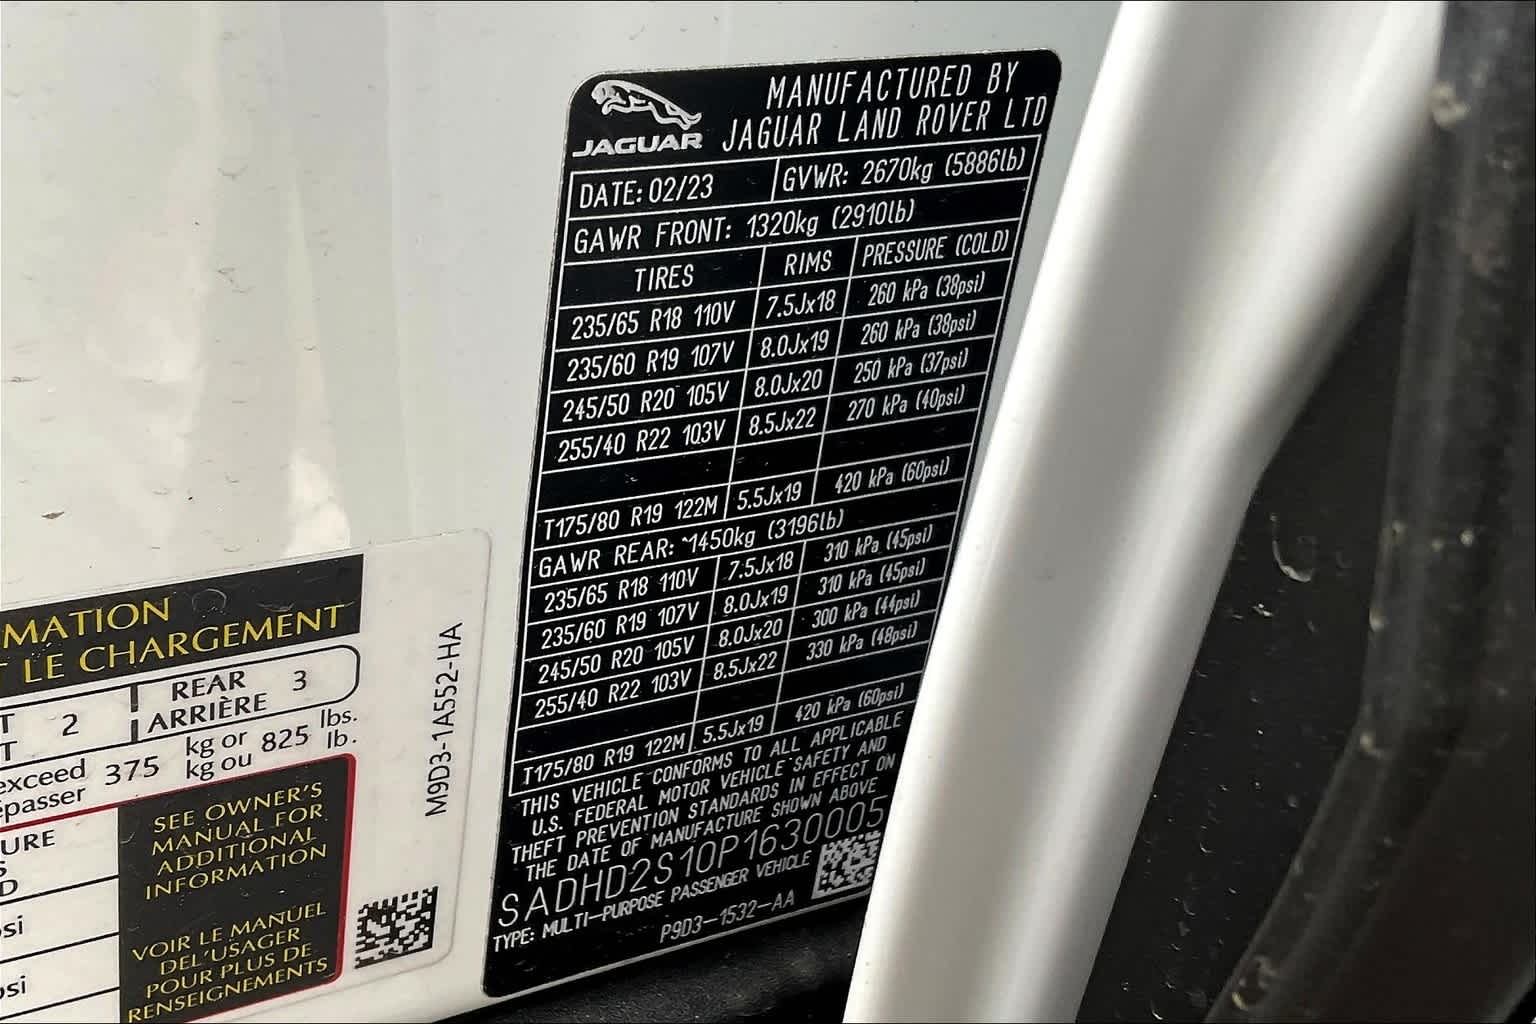 JAGUAR
MANUFACTURED BY
JAGUAR LAND ROVER LTD
DATE: 02/23 GVWR: 2670kg (5886lb)
GAWR FRONT: 1320kg (2910lb)
TIRES RIMS PRESSURE (COLD)
235/65 R18 110V 7.5Jx18 260 kPa (38psi)
235/60 R19 107V 8.0Jx19 260 kPa (38psi)
245/50 R20 105V 8.0Jx20 250 kPa (37psi)
255/40 R22 103V 8.5Jx22 270 kPa (40psi)
T175/80 R19 122M 5.5Jx19 420 kPa (60psi)
GAWR REAR: ~1450kg (3196lb)
235/65 R18 110V 7.5Jx18 310 kPa (45psi)
235/60 R19 107V 8.0Jx19 310 kPa (45psi)
245/50 R20 105V 8.0Jx20 300 kPa (44psi)
255/40 R22 103V 8.5Jx22 330 kPa (48psi)
T175/80 R19 122M 5.5Jx19 420 kPa (60psi)
THIS VEHICLE CONFORMS TO ALL APPLICABLE
U.S. FEDERAL MOTOR VEHICLE SAFETY AND
THEFT PREVENTION STANDARDS IN EFFECT ON
THE DATE OF MANUFACTURE SHOWN ABOVE
SADHD2S10P1630005
TYPE: MULTI-PURPOSE PASSENGER VEHICLE
P9D3-1532-AA
MATION
T LE CHARGEMENT
T 2 REAR 3
T ARRIÈRE
exceed 375 kg or 825 lbs.
épasser kg ou lb.
URE
S
D
si
si
SEE OWNER'S
MANUAL FOR
ADDITIONAL
INFORMATION
VOIR LE MANUEL
DEL'USAGER
POUR PLUS DE
RENSEIGNEMENTS
M9D3-1A552-HA